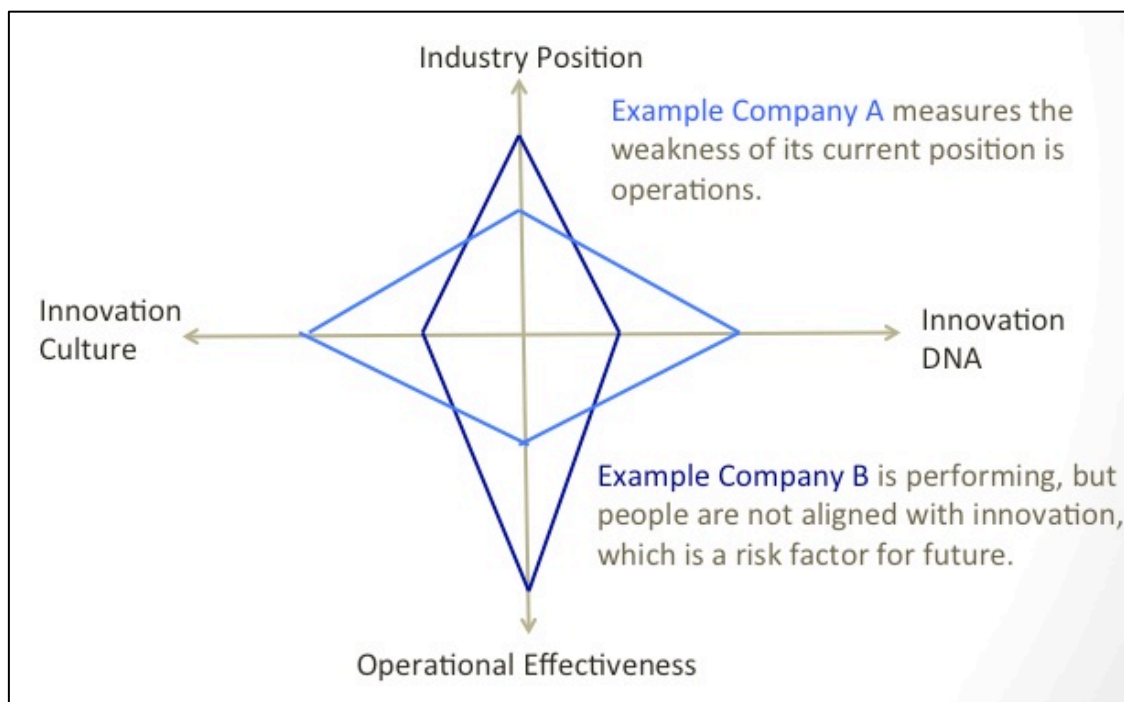 Industry Position
Example Company A measures the
weakness of its current position is
operations.
Innovation
Culture
Innovation
DNA
Example Company B is performing, but
people are not aligned with innovation,
which is a risk factor for future.
Operational Effectiveness